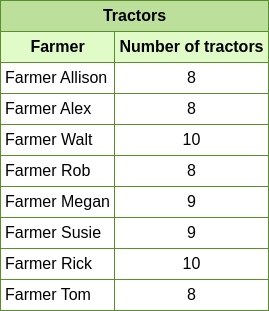 Tractors
Farmer Number of tractors
Farmer Allison 8
Farmer Alex 8
Farmer Walt 10
Farmer Rob 8
Farmer Megan 9
Farmer Susie 9
Farmer Rick 10
Farmer Tom 8